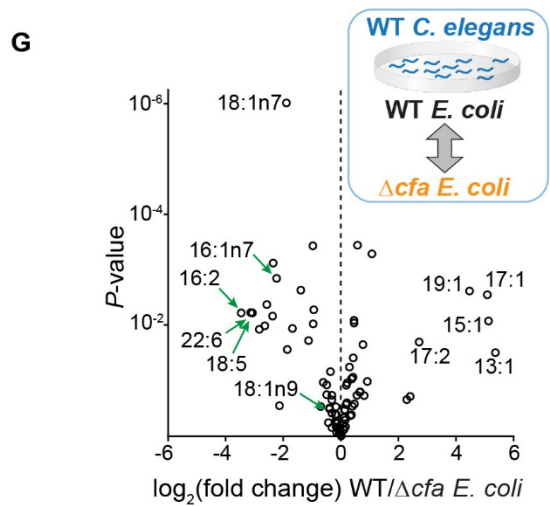 G
WT C. elegans
WT E. coli
Δcfa E. coli
P-value
10⁻⁶
10⁻⁴
10⁻²
18:1n7
16:1n7
16:2
22:6
18:5
18:1n9
19:1
17:1
15:1
17:2
13:1
-6 -4 -2 0 2 4 6
log₂(fold change) WT/Δcfa E. coli